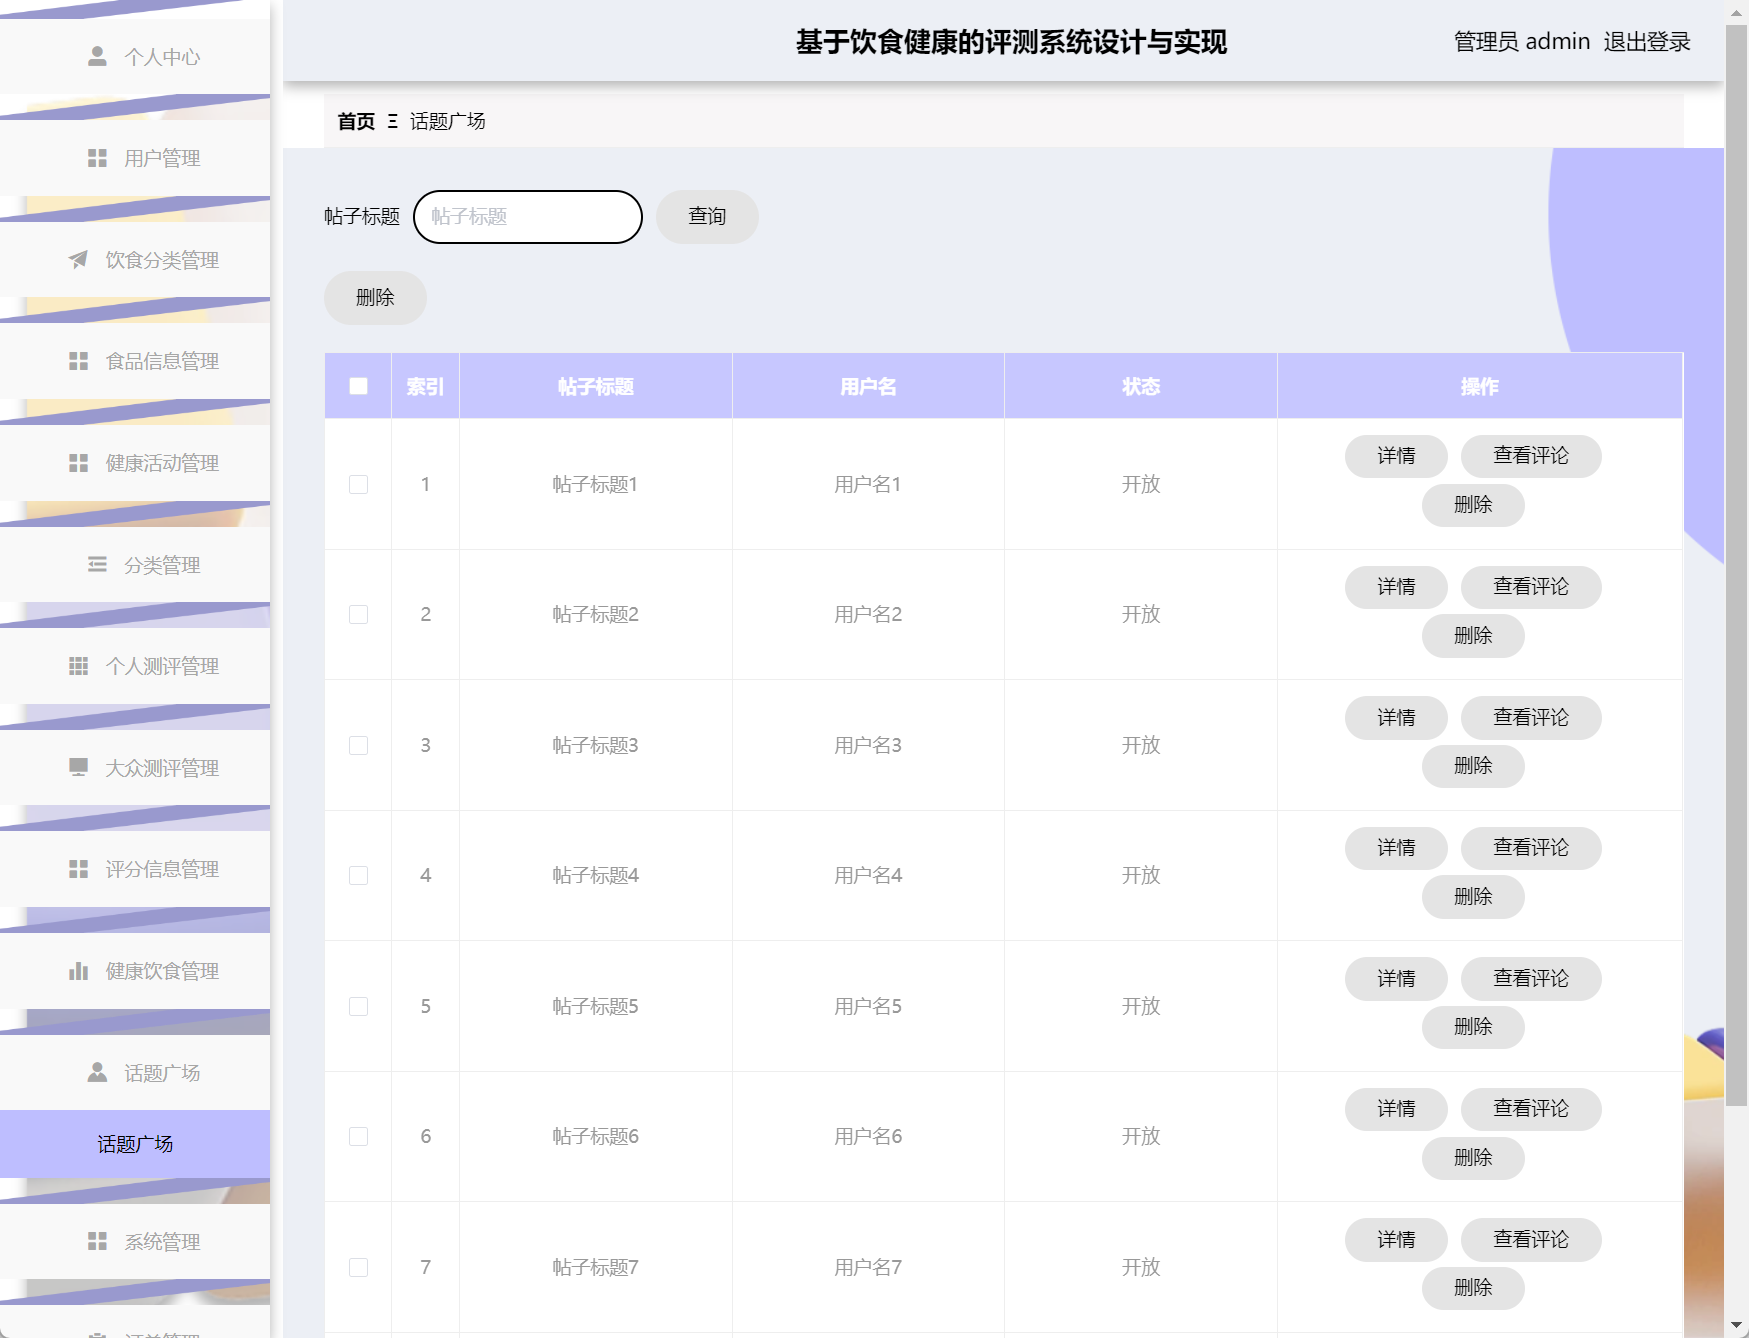 基于饮食健康的评测系统设计与实现
管理员 admin 退出登录
个人中心
用户管理
饮食分类管理
食品信息管理
健康活动管理
分类管理
个人测评管理
大众测评管理
评分信息管理
健康饮食管理
话题广场
话题广场
系统管理
首页 Ξ 话题广场
帖子标题 帖子标题 查询
删除
索引 帖子标题 用户名 状态 操作
1 帖子标题1 用户名1 开放 详情 查看评论
删除
2 帖子标题2 用户名2 开放 详情 查看评论
删除
3 帖子标题3 用户名3 开放 详情 查看评论
删除
4 帖子标题4 用户名4 开放 详情 查看评论
删除
5 帖子标题5 用户名5 开放 详情 查看评论
删除
6 帖子标题6 用户名6 开放 详情 查看评论
删除
7 帖子标题7 用户名7 开放 详情 查看评论
删除